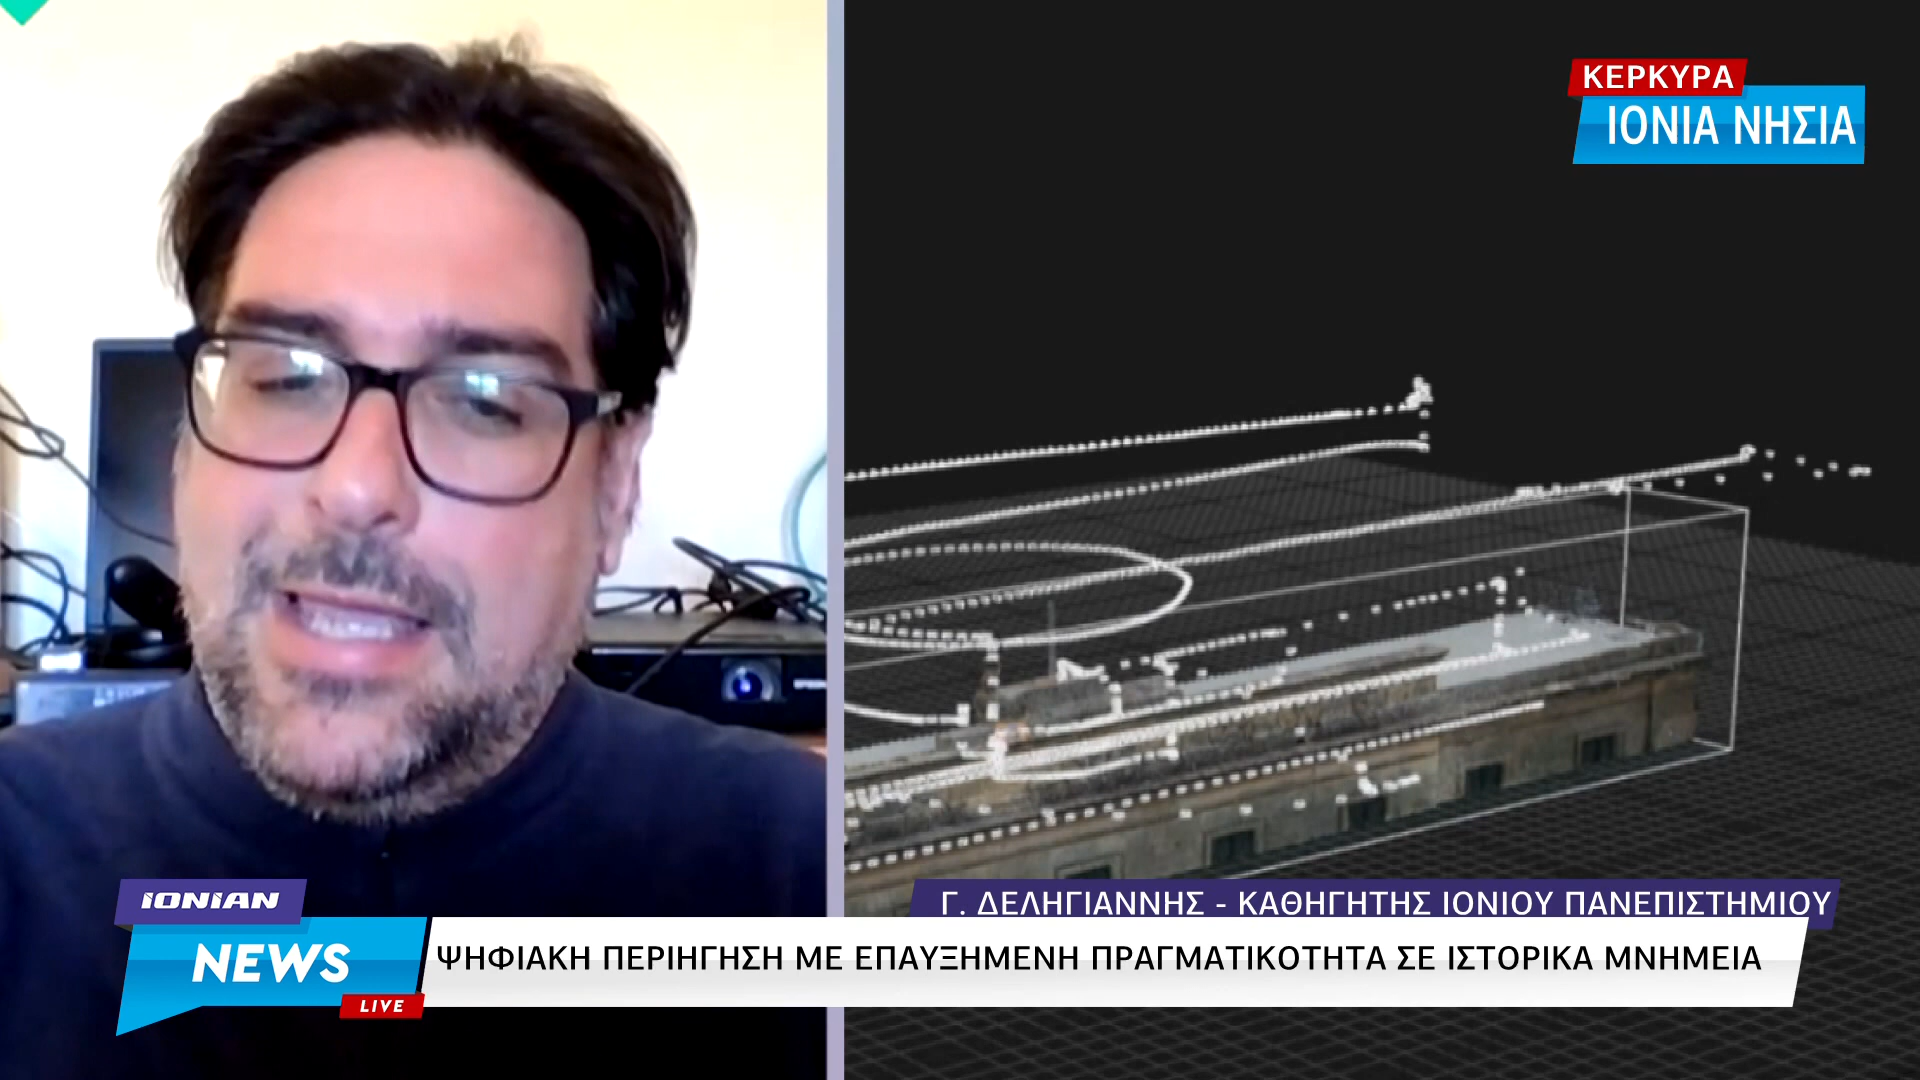 ΚΕΡΚΥΡΑ
ΙΟΝΙΑ ΝΗΣΙΑ
IONIAN
Γ. ΔΕΛΗΓΙΑΝΝΗΣ - ΚΑΘΗΓΗΤΗΣ ΙΟΝΙΟΥ ΠΑΝΕΠΙΣΤΗΜΙΟΥ
NEWS
ΨΗΦΙΑΚΗ ΠΕΡΙΗΓΗΣΗ ΜΕ ΕΠΑΥΞΗΜΕΝΗ ΠΡΑΓΜΑΤΙΚΟΤΗΤΑ ΣΕ ΙΣΤΟΡΙΚΑ ΜΝΗΜΕΙΑ
LIVE